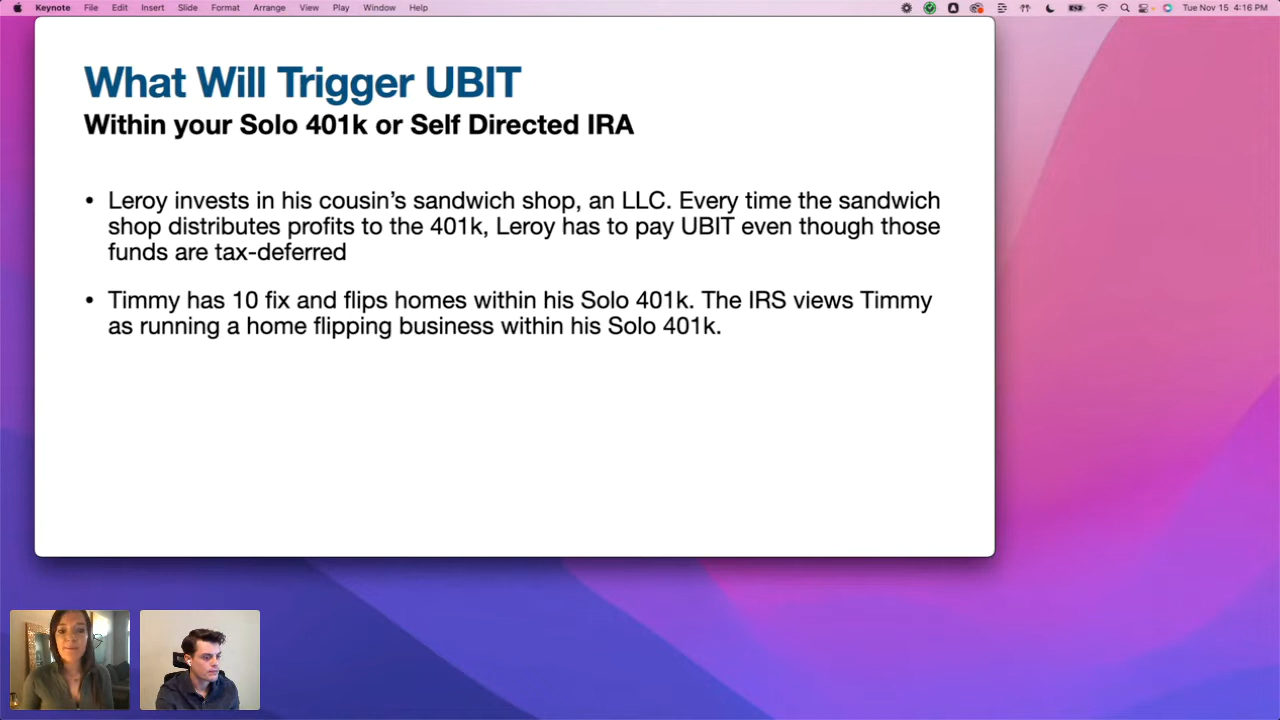 Keynote File Edit Insert Slide Format Arrange View Play Window Help Tue Nov 15 4:16 PM
What Will Trigger UBIT
Within your Solo 401k or Self Directed IRA
• Leroy invests in his cousin’s sandwich shop, an LLC. Every time the sandwich
shop distributes profits to the 401k, Leroy has to pay UBIT even though those
funds are tax-deferred
• Timmy has 10 fix and flips homes within his Solo 401k. The IRS views Timmy
as running a home flipping business within his Solo 401k.